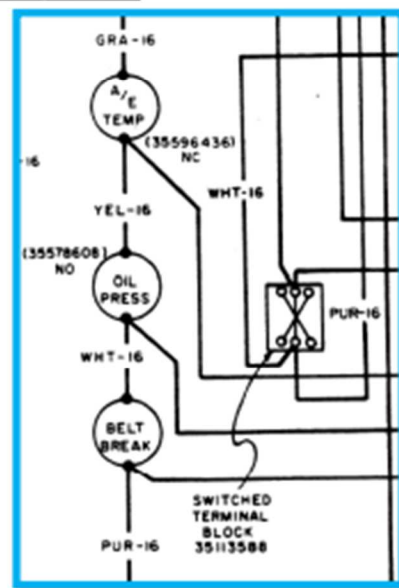 GRA-16
A/E
TEMP
(35596436)
NC
-16
WHT-16
YEL-16
(35578608)
NO
OIL
PRESS
PUR-16
WHT-16
BELT
BREAK
SWITCHED
TERMINAL
BLOCK
35113588
PUR-16